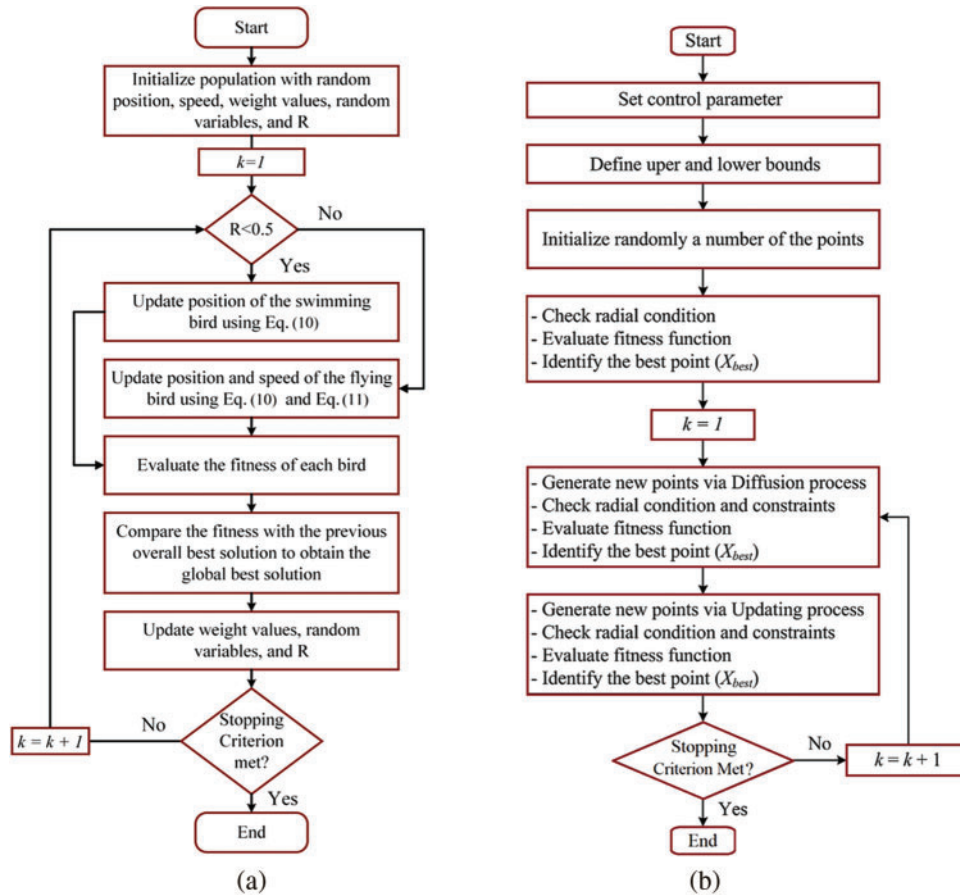 Start
Initialize population with random
position, speed, weight values, random
variables, and R
k=1
R<0.5
No
Yes
Update position of the swimming
bird using Eq. (10)
Update position and speed of the flying
bird using Eq. (10) and Eq. (11)
Evaluate the fitness of each bird
Compare the fitness with the previous
overall best solution to obtain the
global best solution
Update weight values, random
variables, and R
Stopping
Criterion
met?
No
k = k + 1
Yes
End
(a)
Start
Set control parameter
Define uper and lower bounds
Initialize randomly a number of the points
- Check radial condition
- Evaluate fitness function
- Identify the best point (Xbest)
k = 1
- Generate new points via Diffusion process
- Check radial condition and constraints
- Evaluate fitness function
- Identify the best point (Xbest)
- Generate new points via Updating process
- Check radial condition and constraints
- Evaluate fitness function
- Identify the best point (Xbest)
Stopping
Criterion Met?
No
k = k + 1
Yes
End
(b)